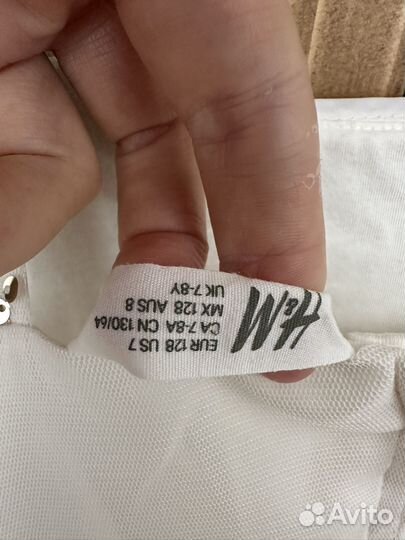 H&M
EUR 128 US 7
CA 7-8A CN 130/64
MX 128 AUS 8
UK 7-8Y
Avito